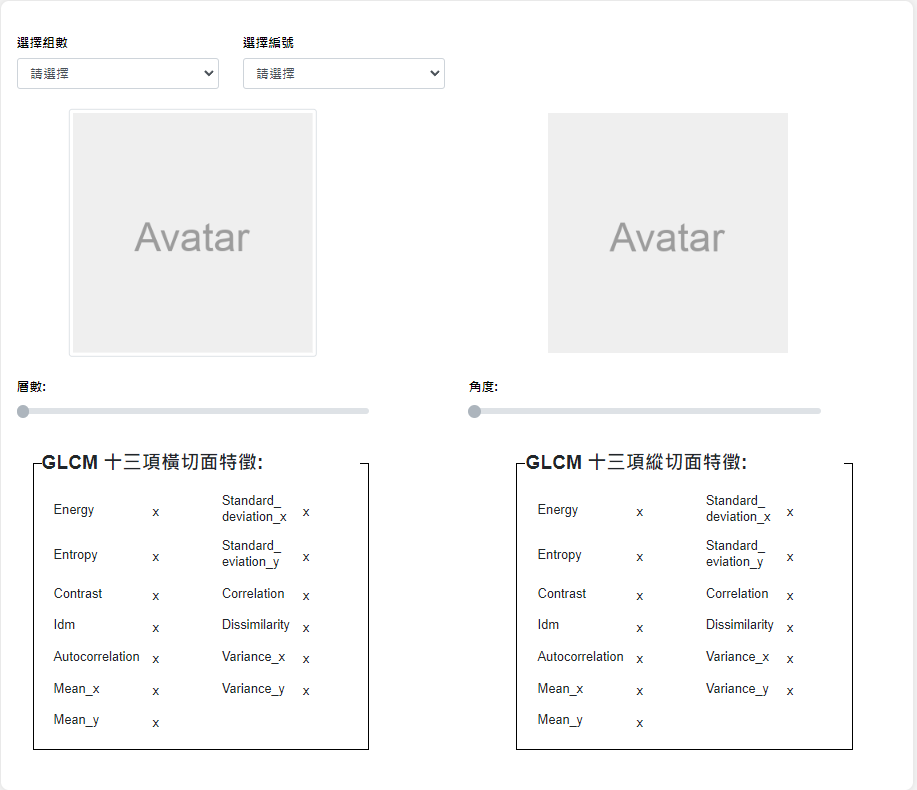 選擇組數 選擇編號
請選擇 請選擇
Avatar Avatar
層數: 角度:
GLCM 十三項橫切面特徵:
Energy x Standard_
deviation_x x
Entropy x Standard_
eviation_y x
Contrast x Correlation x
Idm x Dissimilarity x
Autocorrelation x Variance_x x
Mean_x x Variance_y x
Mean_y x
GLCM 十三項縱切面特徵:
Energy x Standard_
deviation_x x
Entropy x Standard_
eviation_y x
Contrast x Correlation x
Idm x Dissimilarity x
Autocorrelation x Variance_x x
Mean_x x Variance_y x
Mean_y x